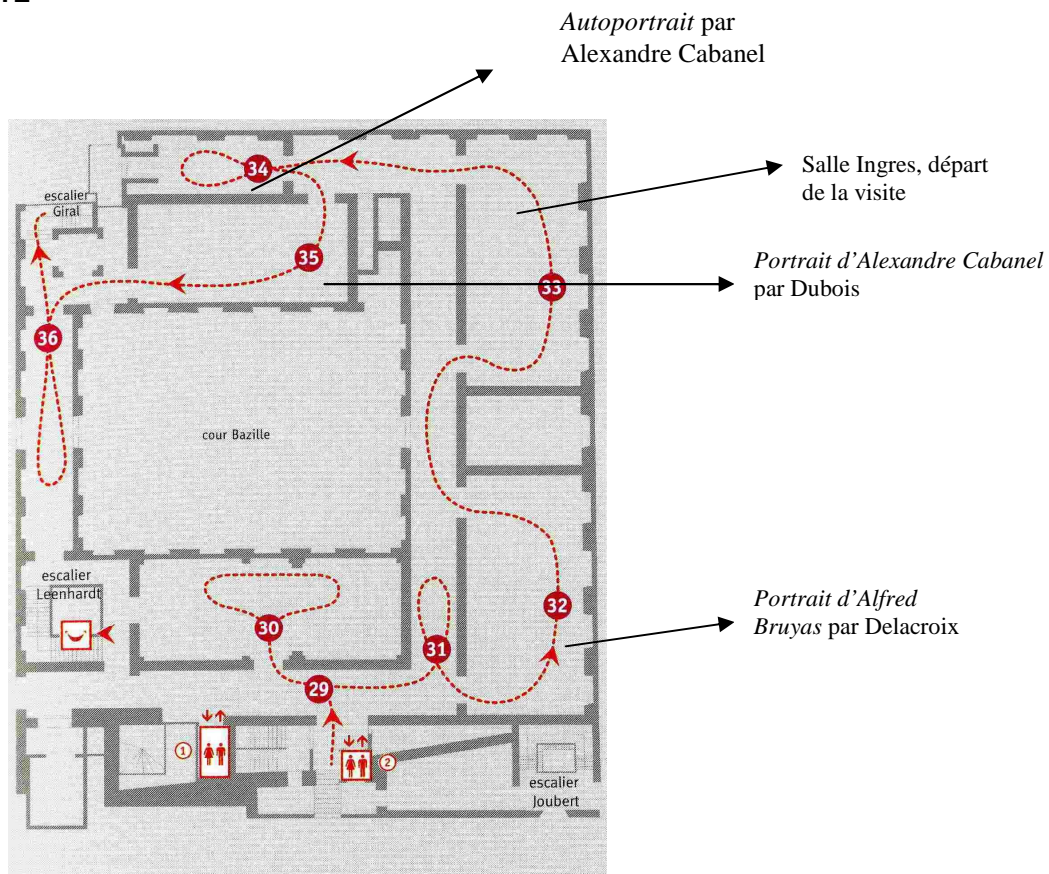 Autoportrait par
Alexandre Cabanel
34
Salle Ingres, départ
de la visite
escalier
Giral
35
Portrait d'Alexandre Cabanel
par Dubois
33
36
cour Bazille
escalier
Leenhardt
32
Portrait d'Alfred
Bruyas par Delacroix
30
31
29
1
2
escalier
Joubert